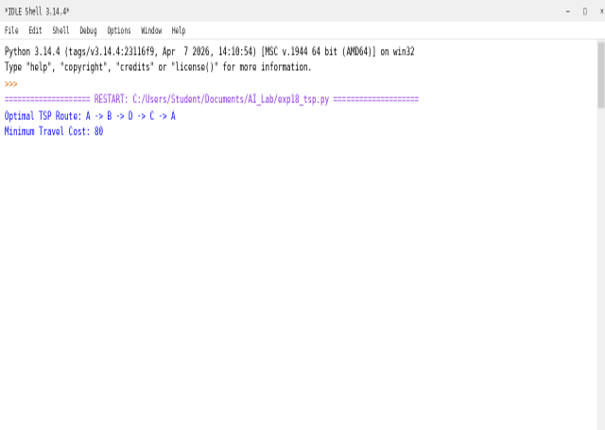 *IDLE Shell 3.14.4*
File Edit Shell Debug Options Window Help
Python 3.14.4 (tags/v3.14.4:23116f9, Apr  7 2026, 14:10:54) [MSC v.1944 64 bit (AMD64)] on win32
Type "help", "copyright", "credits" or "license()" for more information.
>>>
==================== RESTART: C:/Users/Student/Documents/AI_Lab/exp18_tsp.py ====================
Optimal TSP Route: A -> B -> D -> C -> A
Minimum Travel Cost: 80